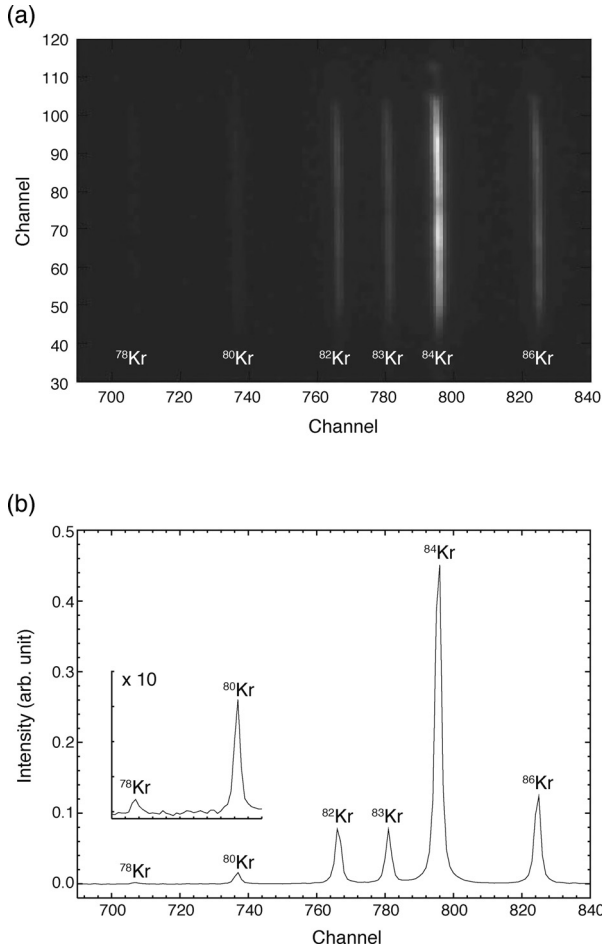 (a)
120
110
100
90
80
70
60
50
40
30
Channel
⁷⁸Kr ⁸⁰Kr ⁸²Kr ⁸³Kr ⁸⁴Kr ⁸⁶Kr
700 720 740 760 780 800 820 840
Channel
(b)
0.5
0.4
0.3
0.2
0.1
0.0
Intensity (arb. unit)
⁸⁴Kr
x 10
⁸⁰Kr
⁷⁸Kr
⁸⁶Kr
⁸²Kr ⁸³Kr
⁷⁸Kr ⁸⁰Kr
700 720 740 760 780 800 820 840
Channel